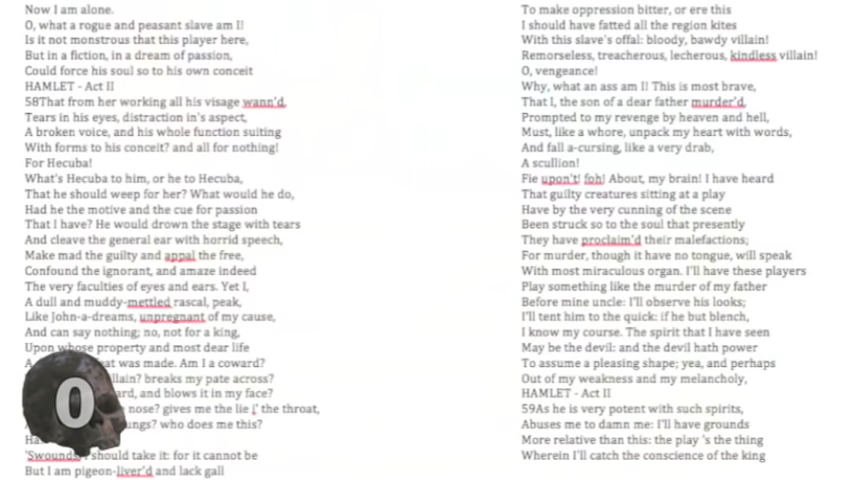 Now I am alone.
O, what a rogue and peasant slave am I!
Is it not monstrous that this player here,
But in a fiction, in a dream of passion,
Could force his soul so to his own conceit
HAMLET - Act II
58That from her working all his visage wann'd,
Tears in his eyes, distraction in's aspect,
A broken voice, and his whole function suiting
With forms to his conceit? and all for nothing!
For Hecuba!
What's Hecuba to him, or he to Hecuba,
That he should weep for her? What would he do,
Had he the motive and the cue for passion
That I have? He would drown the stage with tears
And cleave the general ear with horrid speech,
Make mad the guilty and appal the free,
Confound the ignorant, and amaze indeed
The very faculties of eyes and ears. Yet I,
A dull and muddy-mettled rascal, peak,
Like John-a-dreams, unpregnant of my cause,
And can say nothing; no, not for a king,
Upon whose property and most dear life
at was made. Am I a coward?
llain? breaks my pate across?
ard, and blows it in my face?
nose? gives me the lie i' the throat,
ungs? who does me this?
Ha
'Swounds, I should take it: for it cannot be
But I am pigeon-liver'd and lack gall
0
To make oppression bitter, or ere this
I should have fatted all the region kites
With this slave's offal: bloody, bawdy villain!
Remorseless, treacherous, lecherous, kindless villain!
O, vengeance!
Why, what an ass am I! This is most brave,
That I, the son of a dear father murder'd,
Prompted to my revenge by heaven and hell,
Must, like a whore, unpack my heart with words,
And fall a-cursing, like a very drab,
A scullion!
Fie upon't! foh! About, my brain! I have heard
That guilty creatures sitting at a play
Have by the very cunning of the scene
Been struck so to the soul that presently
They have proclaim'd their malefactions;
For murder, though it have no tongue, will speak
With most miraculous organ. I'll have these players
Play something like the murder of my father
Before mine uncle: I'll observe his looks;
I'll tent him to the quick: if he but blench,
I know my course. The spirit that I have seen
May be the devil: and the devil hath power
To assume a pleasing shape; yea, and perhaps
Out of my weakness and my melancholy,
HAMLET - Act II
59As he is very potent with such spirits,
Abuses me to damn me: I'll have grounds
More relative than this: the play 's the thing
Wherein I'll catch the conscience of the king